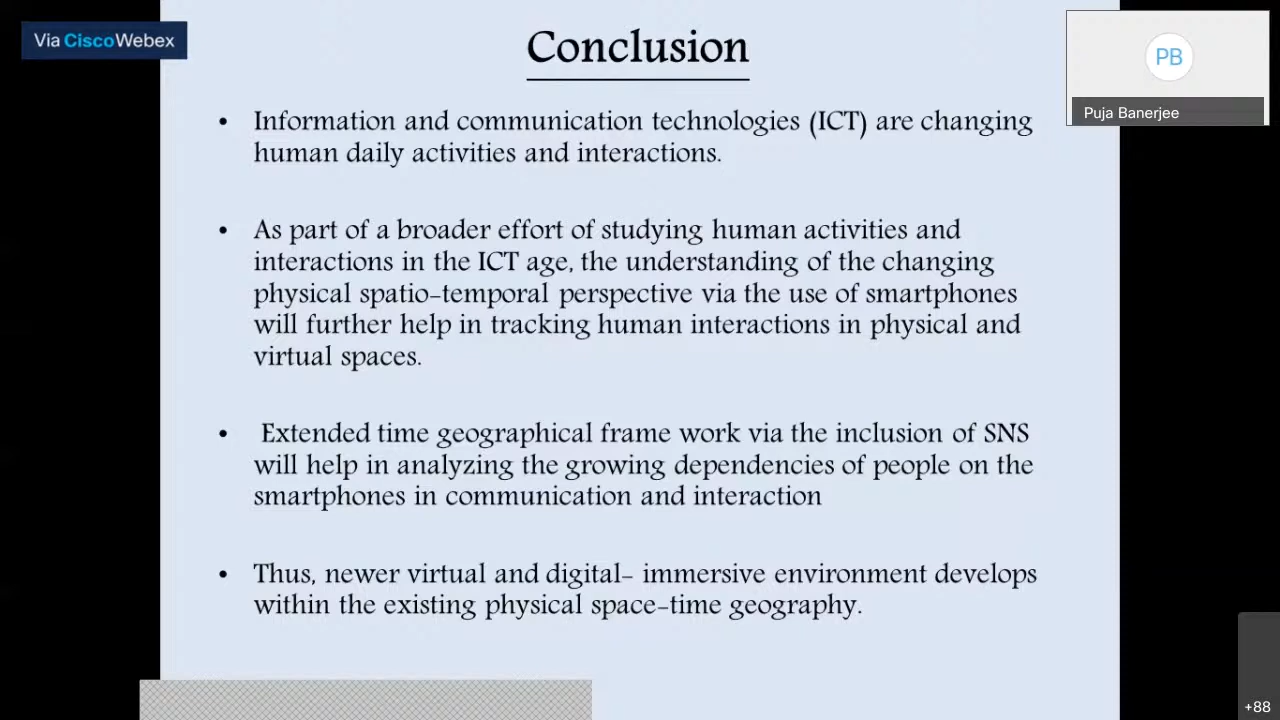 Via CiscoWebex
Conclusion
PB
Puja Banerjee
• Information and communication technologies (ICT) are changing
human daily activities and interactions.
• As part of a broader effort of studying human activities and
interactions in the ICT age, the understanding of the changing
physical spatio-temporal perspective via the use of smartphones
will further help in tracking human interactions in physical and
virtual spaces.
• Extended time geographical frame work via the inclusion of SNS
will help in analyzing the growing dependencies of people on the
smartphones in communication and interaction
• Thus, newer virtual and digital- immersive environment develops
within the existing physical space-time geography.
+88